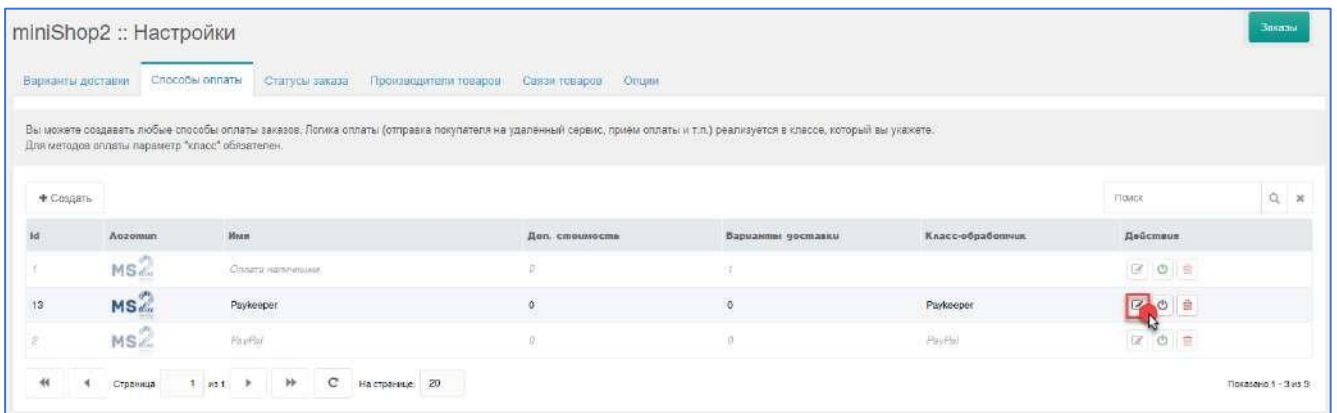 miniShop2 :: Настройки
Заказы
Варианты доставки Способы оплаты Статусы заказа Производители товаров Связи товаров Опции
Вы можете создавать любые способы оплаты заказов. Логика оплаты (отправка покупателя на удаленный сервис, приём оплаты и т.п.) реализуется в классе, который вы укажете.
Для методов оплаты параметр "класс" обязателен.
+ Создать Поиск
Id Логотип Имя Доп. стоимость Варианты доставки Класс-обработчик Действия
1 MS2 Оплата наличными 0 1
13 MS2 Paykeeper 0 0 Paykeeper
2 MS2 PayPal 0 0 PayPal
Страница 1 из 1 На странице: 20 Показано 1 - 3 из 3